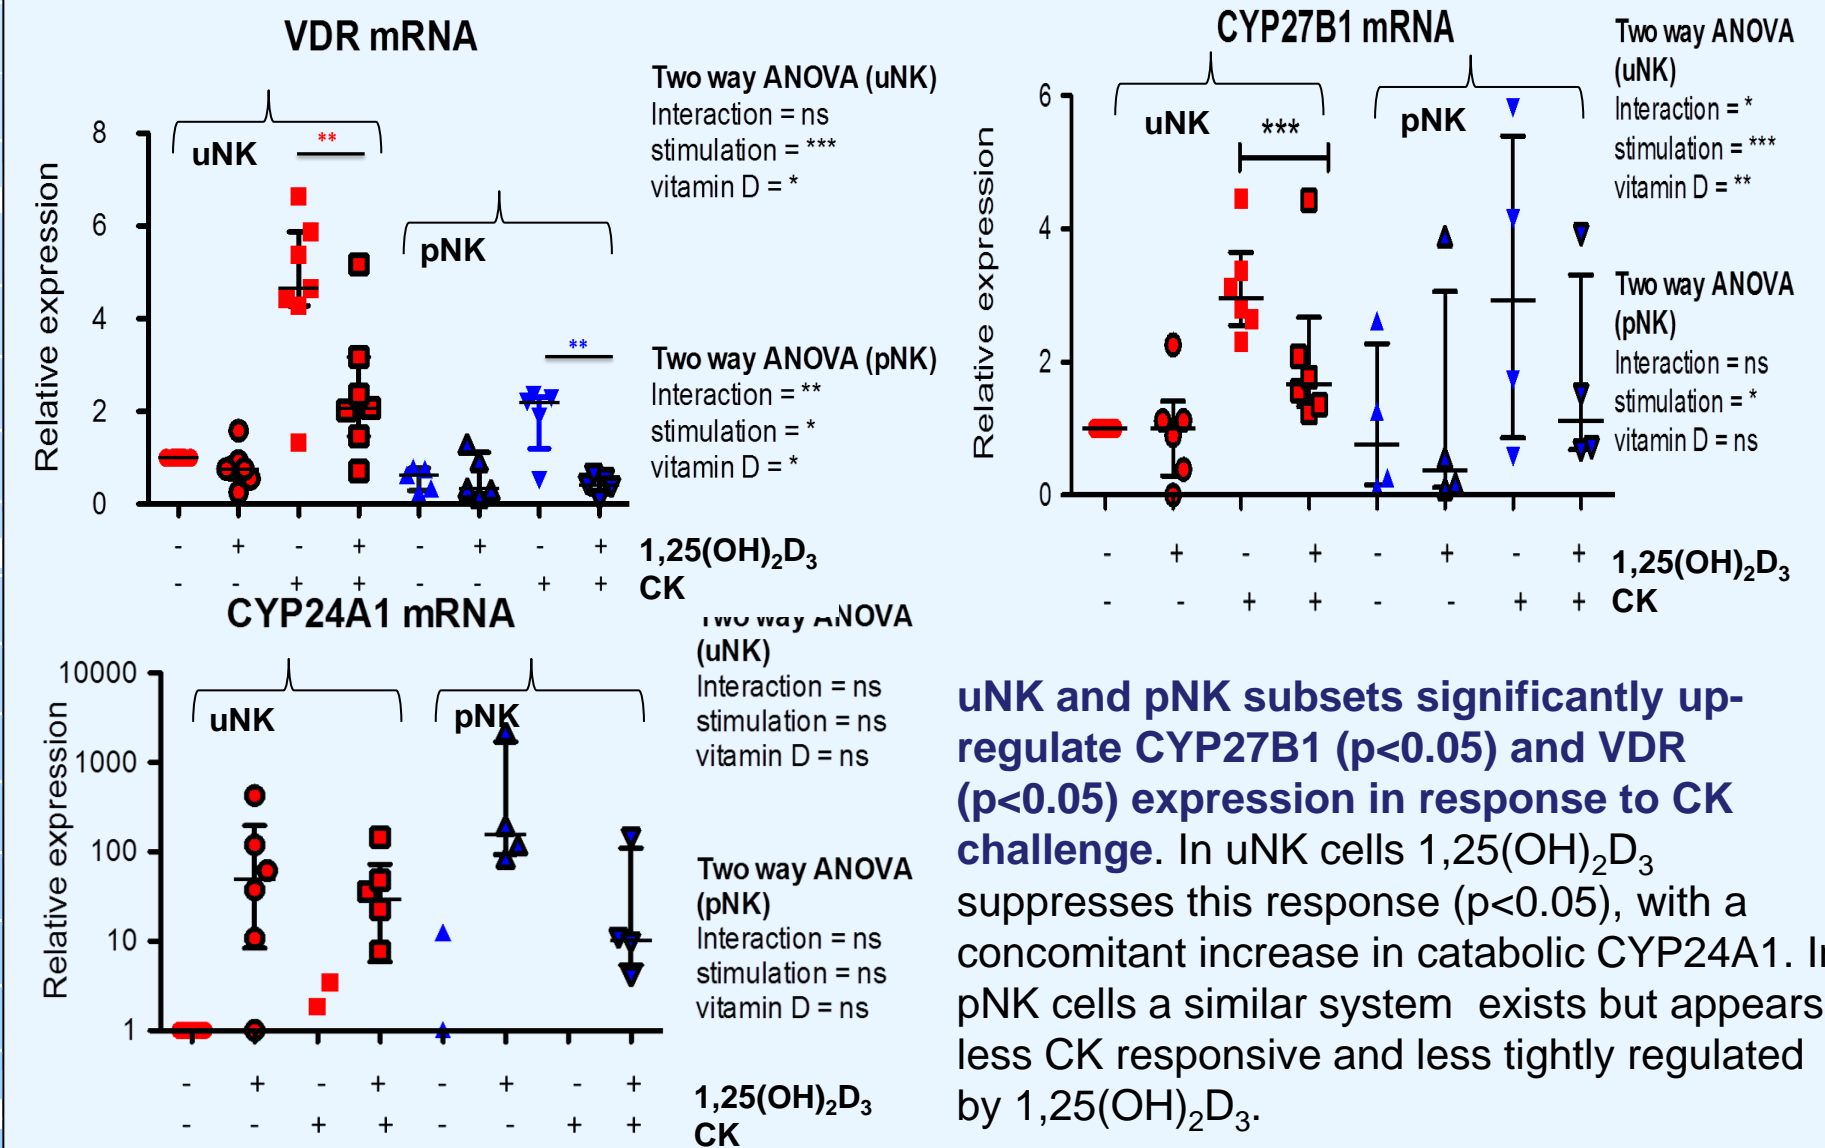 VDR mRNA
Two way ANOVA (uNK)
Interaction = ns
stimulation = ***
vitamin D = *
Two way ANOVA (pNK)
Interaction = **
stimulation = *
vitamin D = *
Relative expression
8
6
4
2
0
uNK
**
pNK
**
- + - + - + - + 1,25(OH)₂D₃
- - + + - - + + CK
CYP27B1 mRNA
Two way ANOVA
(uNK)
Interaction = *
stimulation = ***
vitamin D = **
Two way ANOVA
(pNK)
Interaction = ns
stimulation = *
vitamin D = ns
Relative expression
6
4
2
0
uNK
***
pNK
- + - + - + - + 1,25(OH)₂D₃
- - + + - - + + CK
CYP24A1 mRNA
Two way ANOVA
(uNK)
Interaction = ns
stimulation = ns
vitamin D = ns
Two way ANOVA
(pNK)
Interaction = ns
stimulation = ns
vitamin D = ns
Relative expression
10000
1000
100
10
1
uNK
pNK
- + - + - + - + 1,25(OH)₂D₃
- - + + - - + + CK
uNK and pNK subsets significantly up-
regulate CYP27B1 (p<0.05) and VDR
(p<0.05) expression in response to CK
challenge. In uNK cells 1,25(OH)₂D₃
suppresses this response (p<0.05), with a
concomitant increase in catabolic CYP24A1. In
pNK cells a similar system exists but appears
less CK responsive and less tightly regulated
by 1,25(OH)₂D₃.